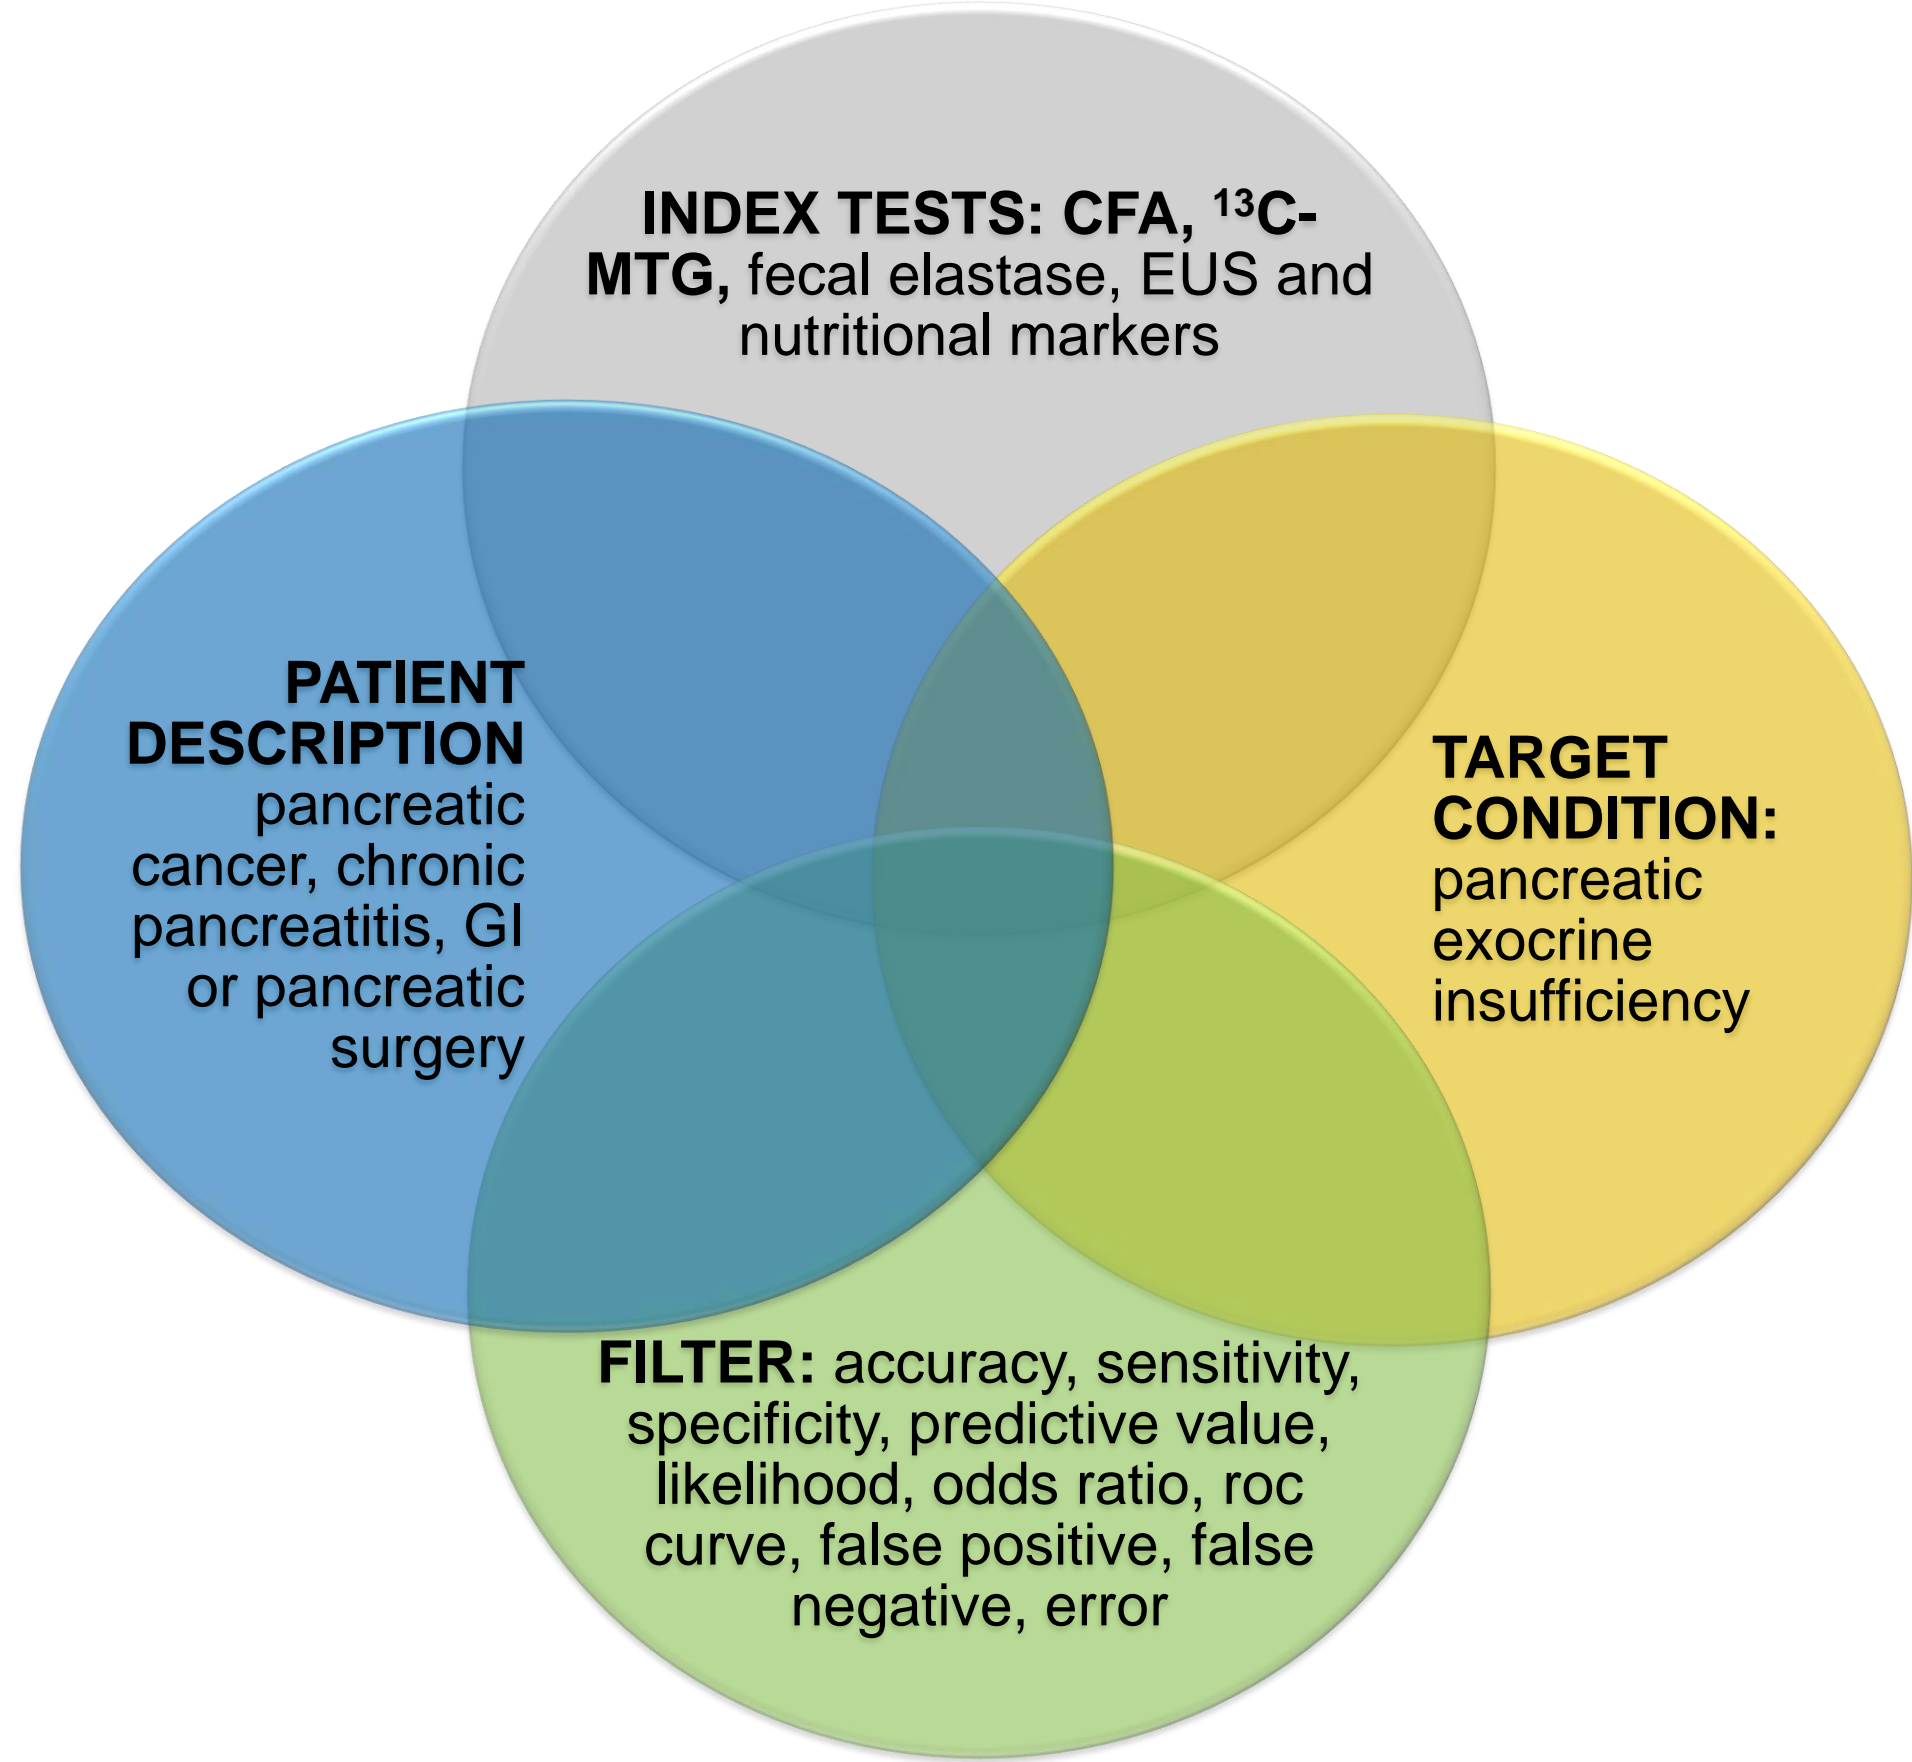 INDEX TESTS: CFA, ¹³C-
MTG, fecal elastase, EUS and
nutritional markers
PATIENT
DESCRIPTION
pancreatic
cancer, chronic
pancreatitis, GI
or pancreatic
surgery
TARGET
CONDITION:
pancreatic
exocrine
insufficiency
FILTER: accuracy, sensitivity,
specificity, predictive value,
likelihood, odds ratio, roc
curve, false positive, false
negative, error